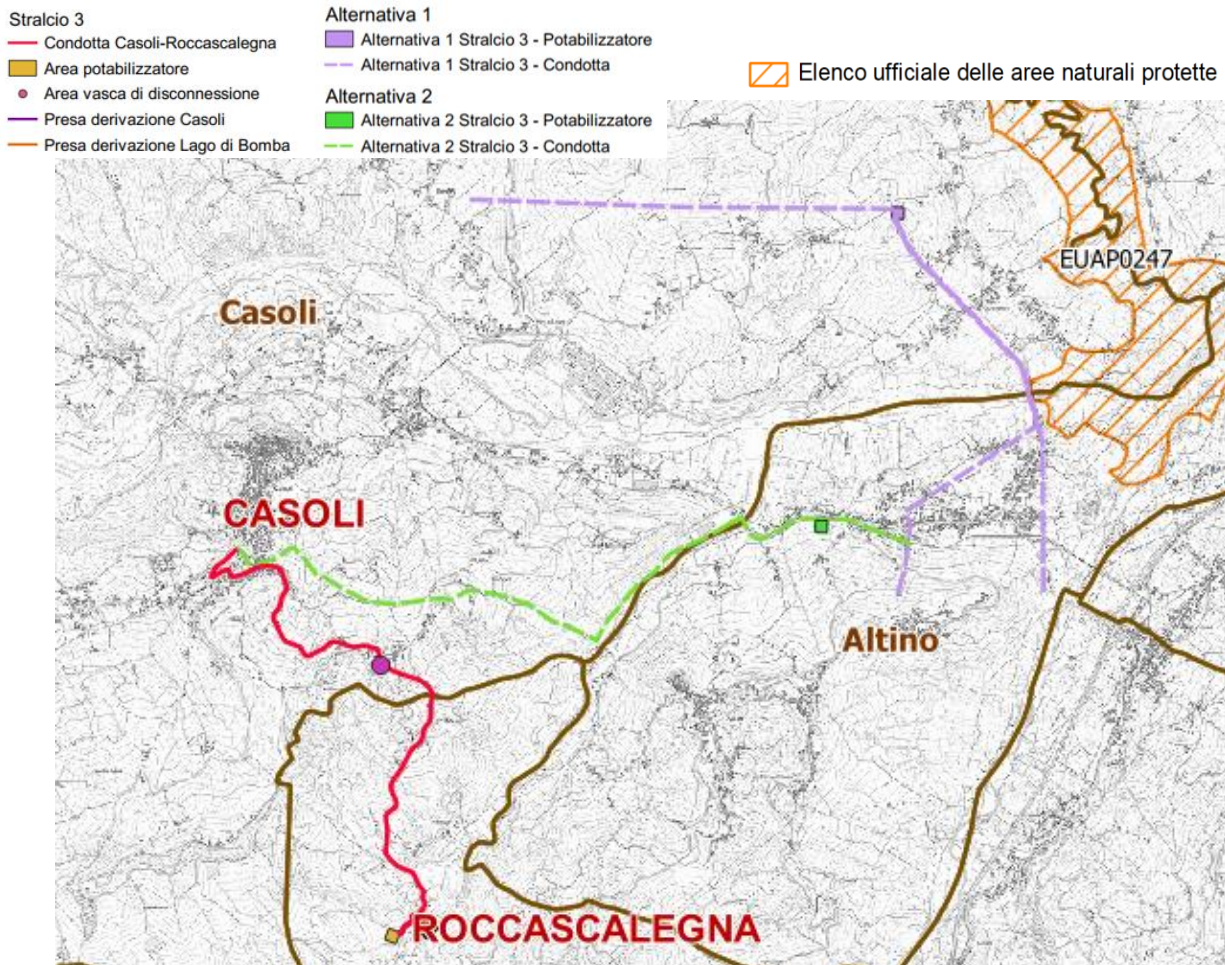 Stralcio 3
Condotta Casoli-Roccascalegna
Area potabilizzatore
Area vasca di disconnessione
Presa derivazione Casoli
Presa derivazione Lago di Bomba
Alternativa 1
Alternativa 1 Stralcio 3 - Potabilizzatore
Alternativa 1 Stralcio 3 - Condotta
Alternativa 2
Alternativa 2 Stralcio 3 - Potabilizzatore
Alternativa 2 Stralcio 3 - Condotta
Elenco ufficiale delle aree naturali protette
EUAP0247
Casoli
CASOLI
Altino
ROCCASCALEGNA